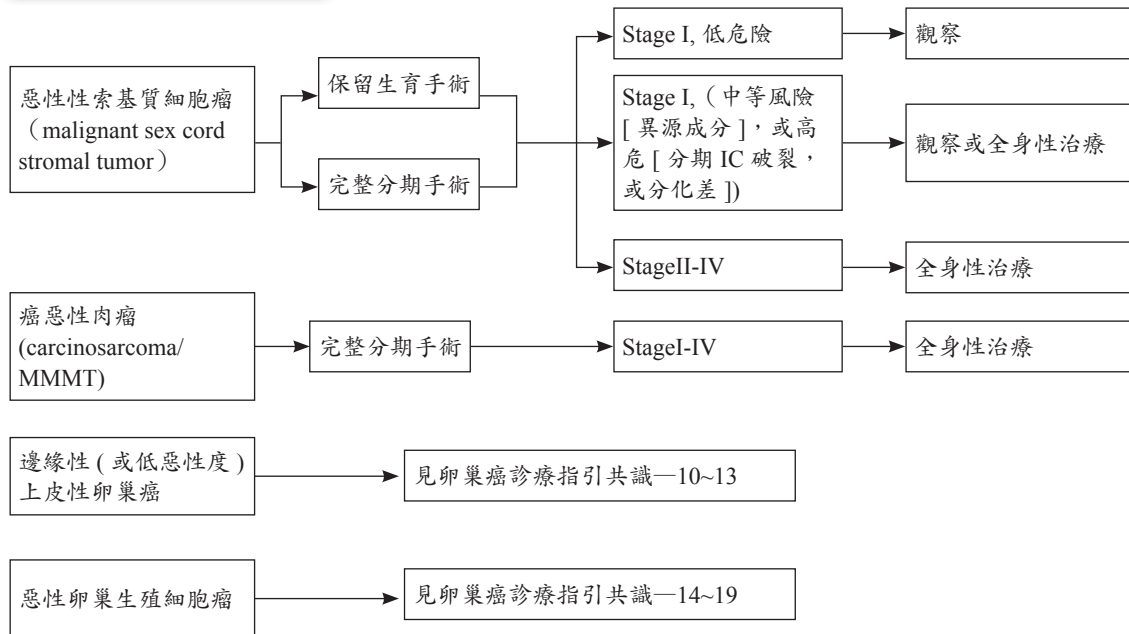 惡性性索基質細胞瘤
（malignant sex cord
stromal tumor）
保留生育手術
完整分期手術
Stage I, 低危險
觀察
Stage I,（中等風險
[ 異源成分 ]，或高
危 [ 分期 IC 破裂，
或分化差 ])
觀察或全身性治療
StageII-IV
全身性治療
癌惡性肉瘤
(carcinosarcoma/
MMMT)
完整分期手術
StageI-IV
全身性治療
邊緣性 ( 或低惡性度 )
上皮性卵巢癌
見卵巢癌診療指引共識—10~13
惡性卵巢生殖細胞瘤
見卵巢癌診療指引共識—14~19